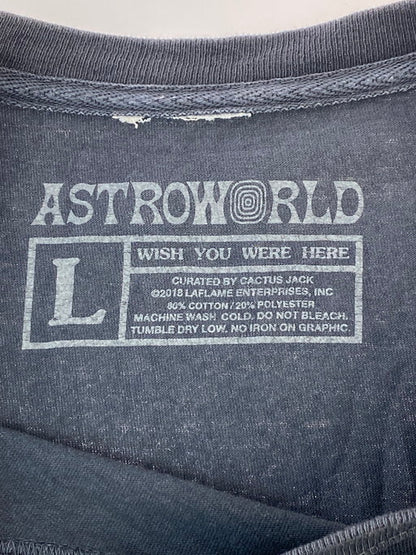 ASTROWORLD
L
WISH YOU WERE HERE
CURATED BY CACTUS JACK
©2018 LAFLAME ENTERPRISES, INC
80% COTTON / 20% POLYESTER
MACHINE WASH COLD. DO NOT BLEACH.
TUMBLE DRY LOW. NO IRON ON GRAPHIC.